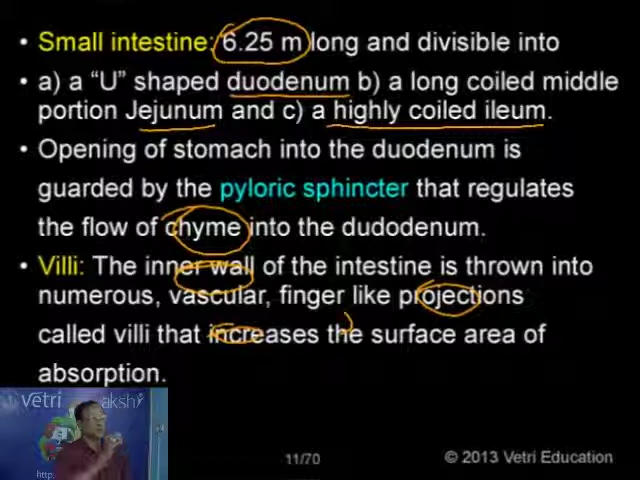 • Small intestine: 6.25 m long and divisible into
• a) a “U” shaped duodenum b) a long coiled middle
portion Jejunum and c) a highly coiled ileum.
• Opening of stomach into the duodenum is
guarded by the pyloric sphincter that regulates
the flow of chyme into the dudodenum.
• Villi: The inner wall of the intestine is thrown into
numerous, vascular, finger like projections
called villi that increases the surface area of
absorption.
vetri akshi
http:
11/70
© 2013 Vetri Education